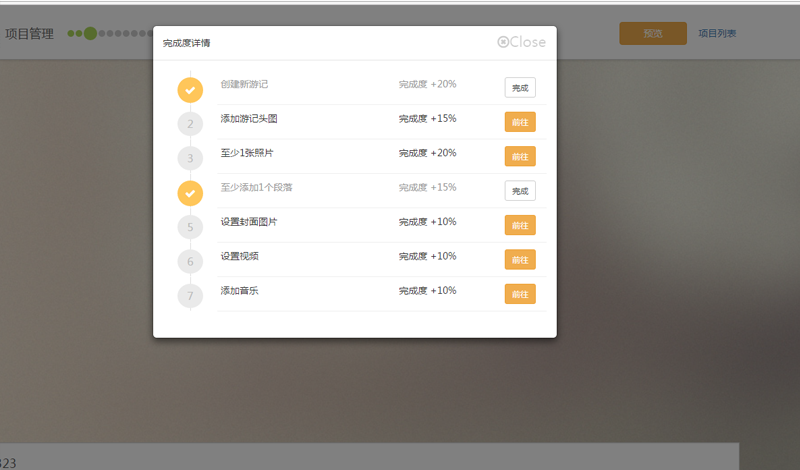 项目管理
预览
项目列表
完成度详情
Close
创建新游记 完成度 +20% 完成
2 添加游记头图 完成度 +15% 前往
3 至少1张照片 完成度 +20% 前往
至少添加1个段落 完成度 +15% 完成
5 设置封面图片 完成度 +10% 前往
6 设置视频 完成度 +10% 前往
7 添加音乐 完成度 +10% 前往
323